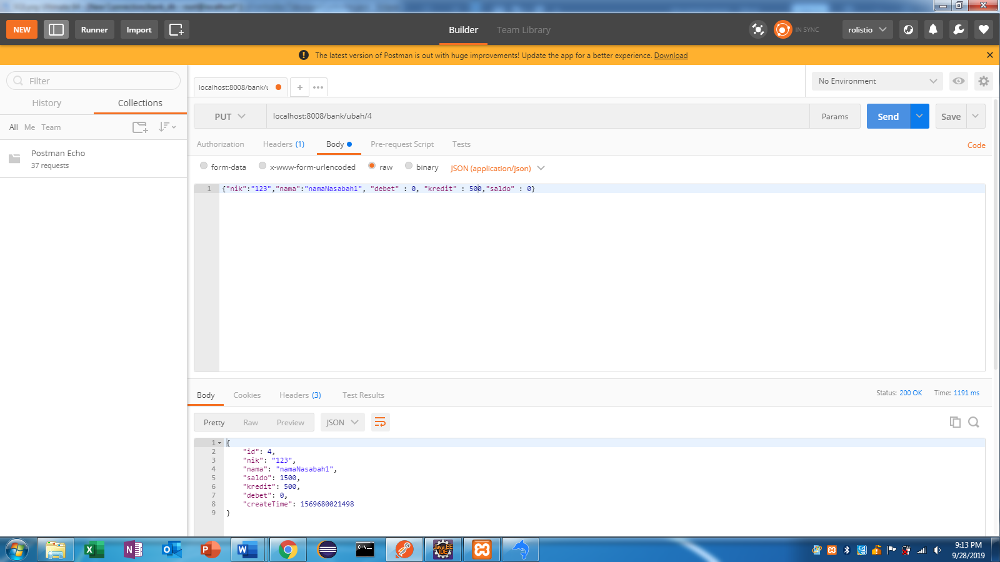 NEW
Runner
Import
Builder
Team Library
IN SYNC
rolistio
The latest version of Postman is out with huge improvements! Update the app for a better experience. Download
Filter
History
Collections
All Me Team
Postman Echo
37 requests
localhost:8008/bank/u
No Environment
PUT
localhost:8008/bank/ubah/4
Params
Send
Save
Authorization
Headers (1)
Body
Pre-request Script
Tests
Code
form-data
x-www-form-urlencoded
raw
binary
JSON (application/json)
1 {"nik":"123","nama":"namaNasabah1", "debet" : 0, "kredit" : 500,"saldo" : 0}
Body
Cookies
Headers (3)
Test Results
Status: 200 OK
Time: 1191 ms
Pretty
Raw
Preview
JSON
1 {
2 "id": 4,
3 "nik": "123",
4 "nama": "namaNasabah1",
5 "saldo": 1500,
6 "kredit": 500,
7 "debet": 0,
8 "createTime": 1569680021498
9 }
Java EE
IDE
9:13 PM
9/28/2019